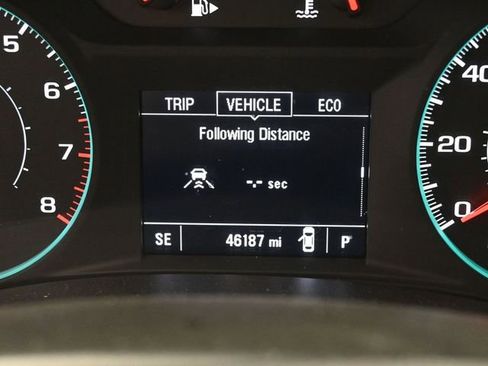 TRIP VEHICLE ECO
Following Distance
-.- sec
SE 46187 mi P
5
6
7
8
40
20
0